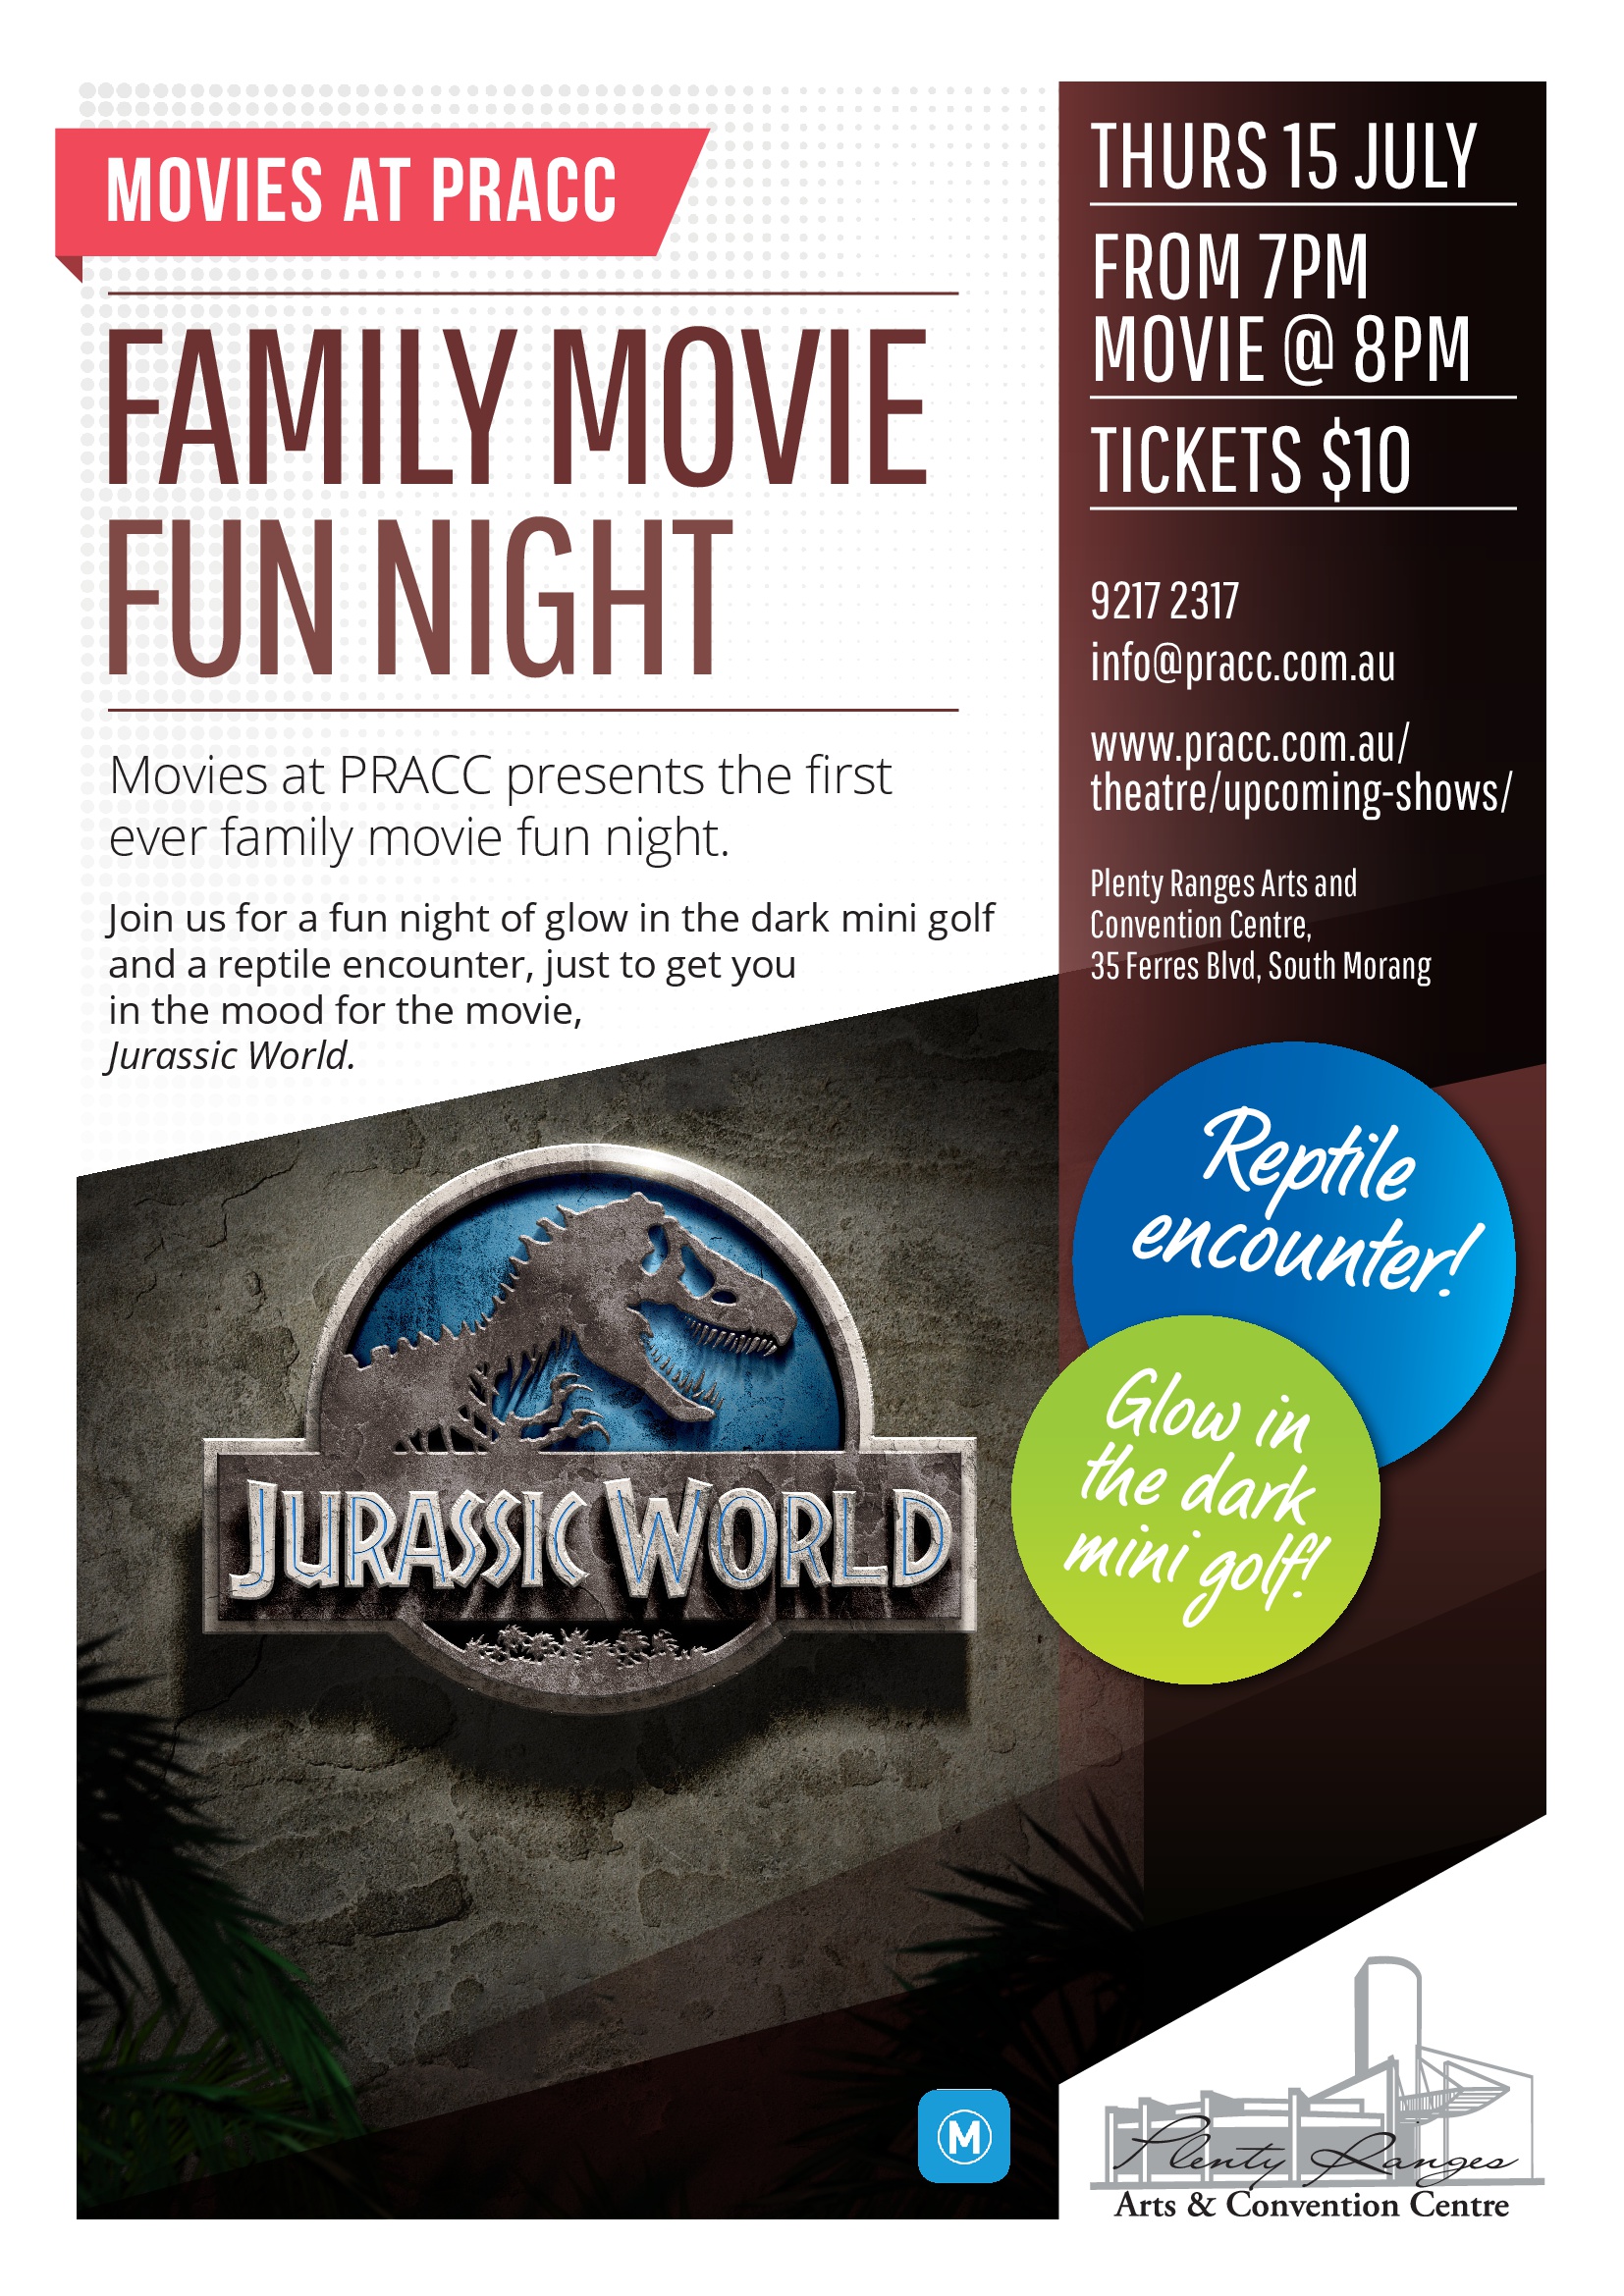 MOVIES AT PRACC
FAMILY MOVIE
FUN NIGHT
Movies at PRACC presents the first
ever family movie fun night.
Join us for a fun night of glow in the dark mini golf
and a reptile encounter, just to get you
in the mood for the movie,
Jurassic World.
THURS 15 JULY
FROM 7PM
MOVIE @ 8PM
TICKETS $10
9217 2317
info@pracc.com.au
www.pracc.com.au/
theatre/upcoming-shows/
Plenty Ranges Arts and
Convention Centre,
35 Ferres Blvd, South Morang
Reptile
encounter!
Glow in
the dark
mini golf!
JURASSIC WORLD
M
Plenty Ranges
Arts & Convention Centre